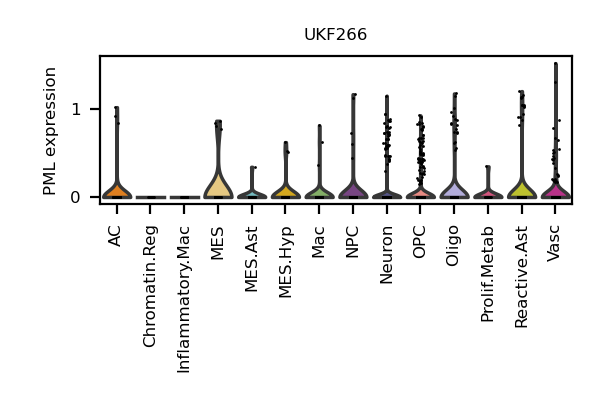 UKF266
PML expression
1
0
AC
Chromatin.Reg
Inflammatory.Mac
MES
MES.Ast
MES.Hyp
Mac
NPC
Neuron
OPC
Oligo
Prolif.Metab
Reactive.Ast
Vasc